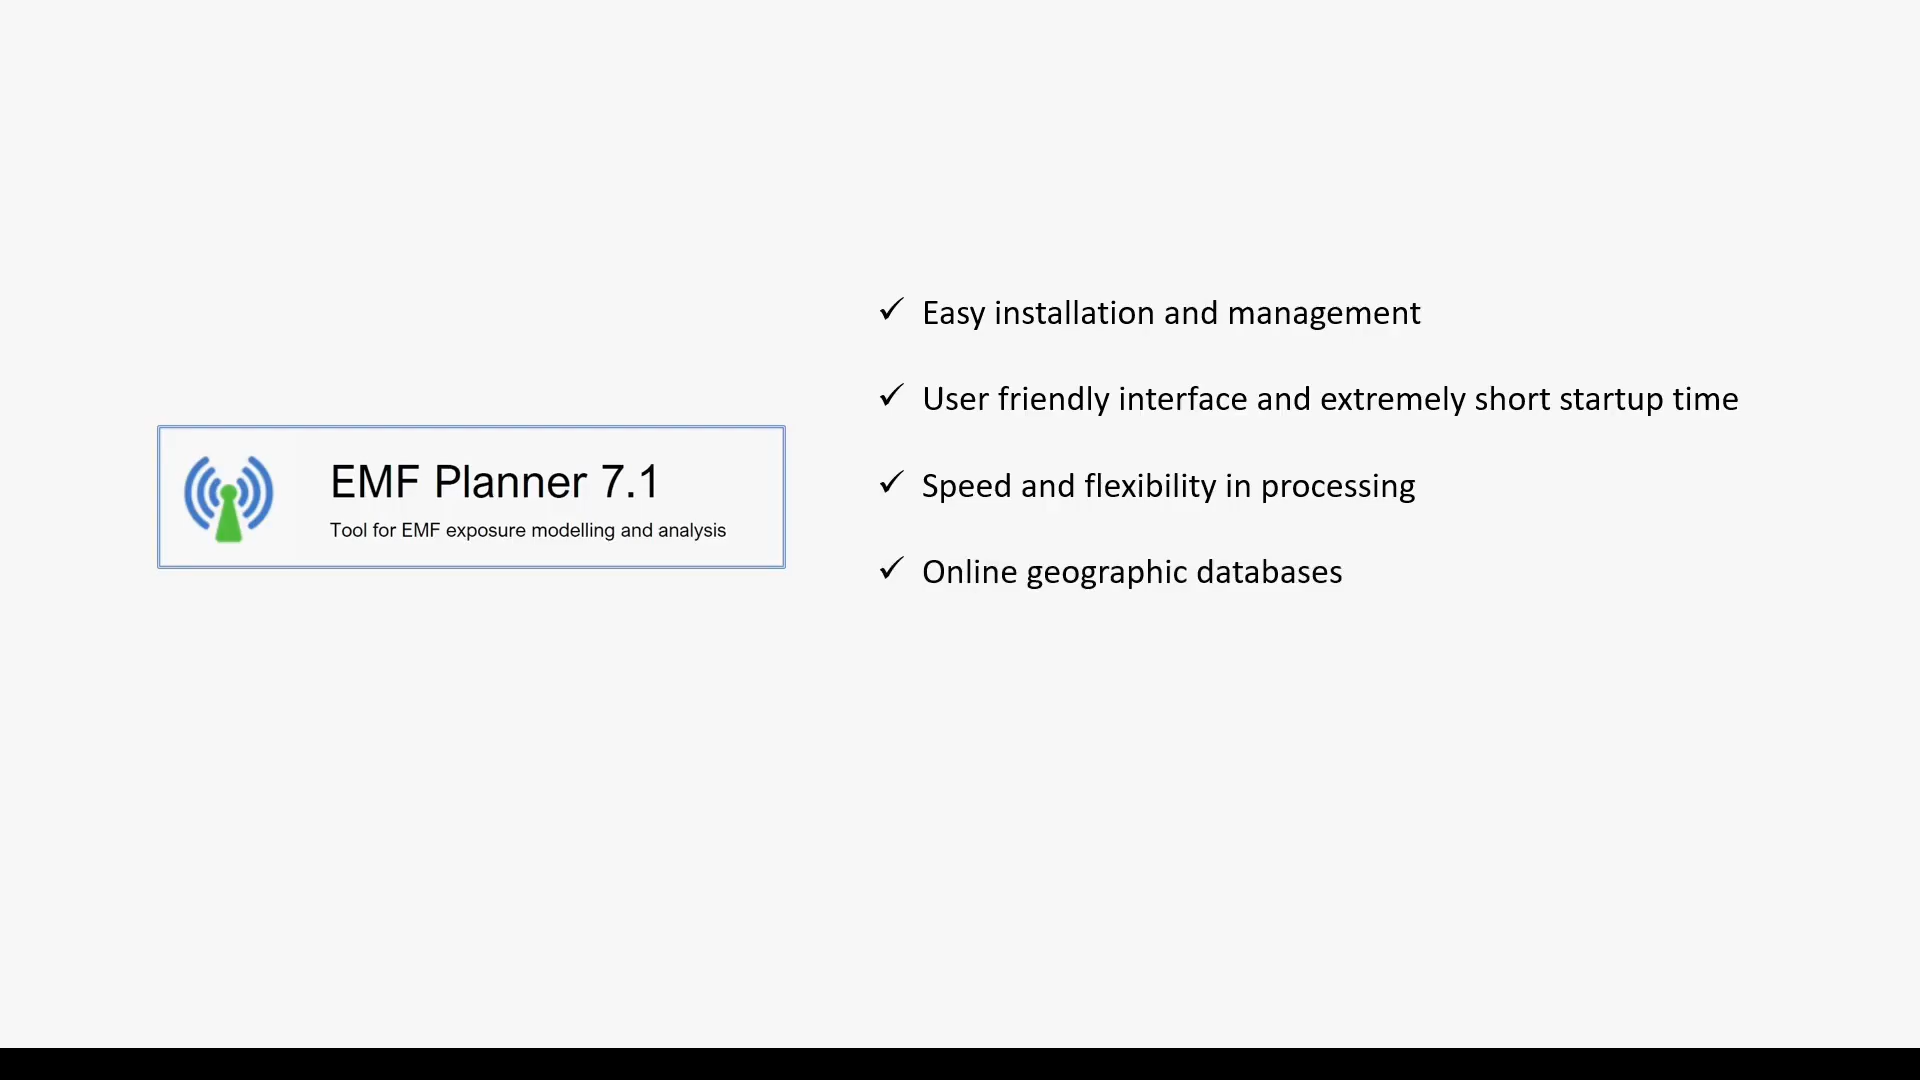 EMF Planner 7.1
Tool for EMF exposure modelling and analysis
✓ Easy installation and management
✓ User friendly interface and extremely short startup time
✓ Speed and flexibility in processing
✓ Online geographic databases